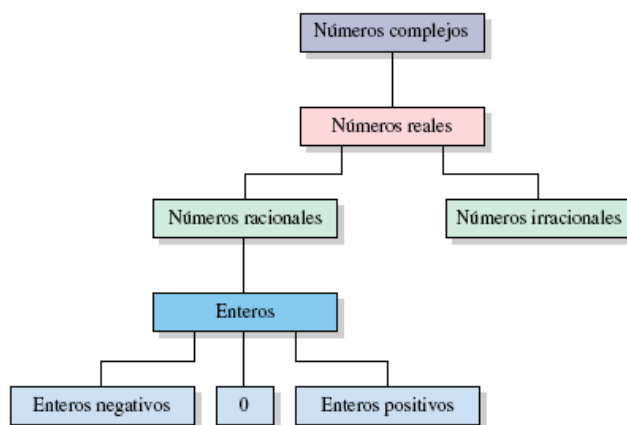 Números complejos
Números reales
Números racionales
Números irracionales
Enteros
Enteros negativos
0
Enteros positivos